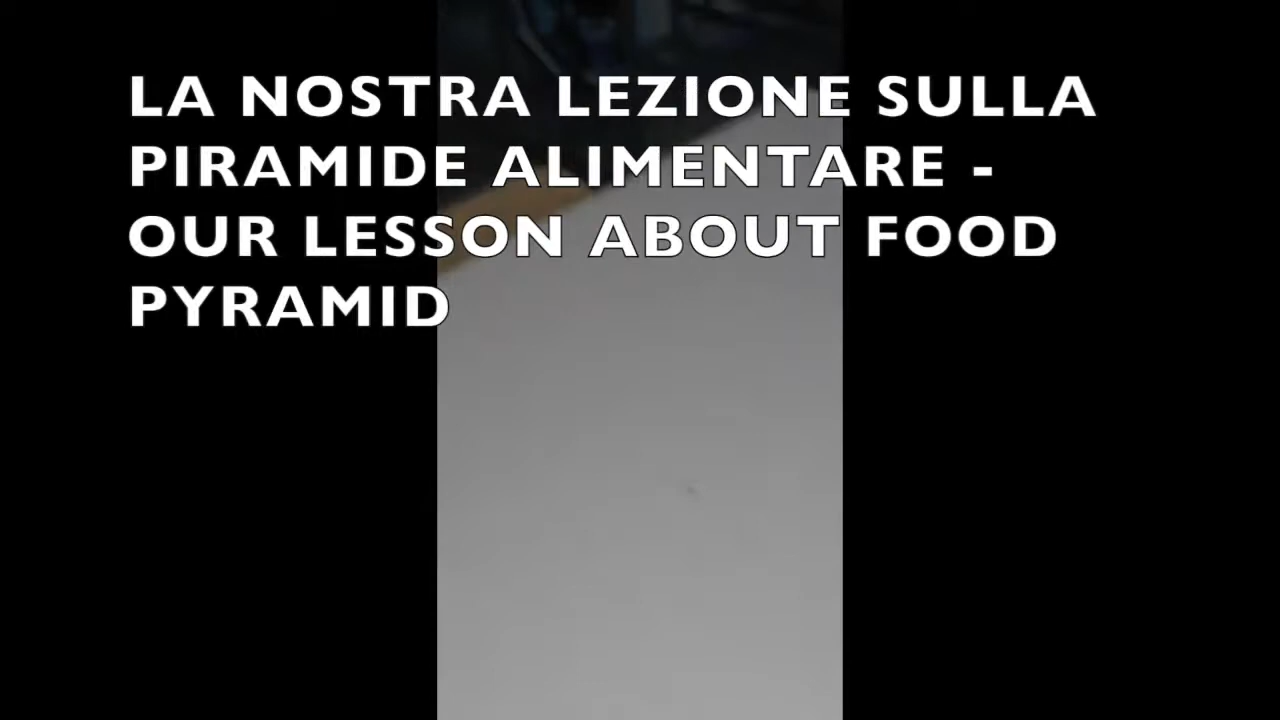 LA NOSTRA LEZIONE SULLA
PIRAMIDE ALIMENTARE -
OUR LESSON ABOUT FOOD
PYRAMID